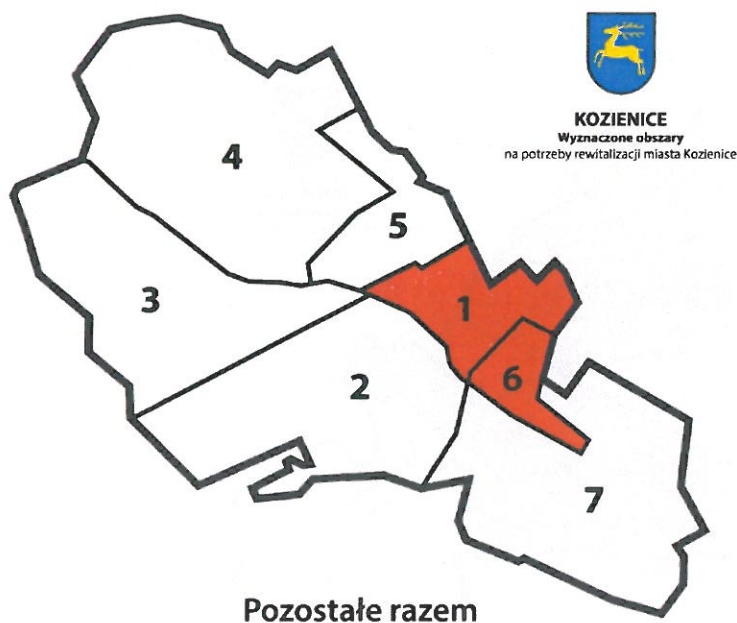 KOZIENICE
Wyznaczone obszary
na potrzeby rewitalizacji miasta Kozienice
4
5
3
1
2
6
7
Pozostałe razem